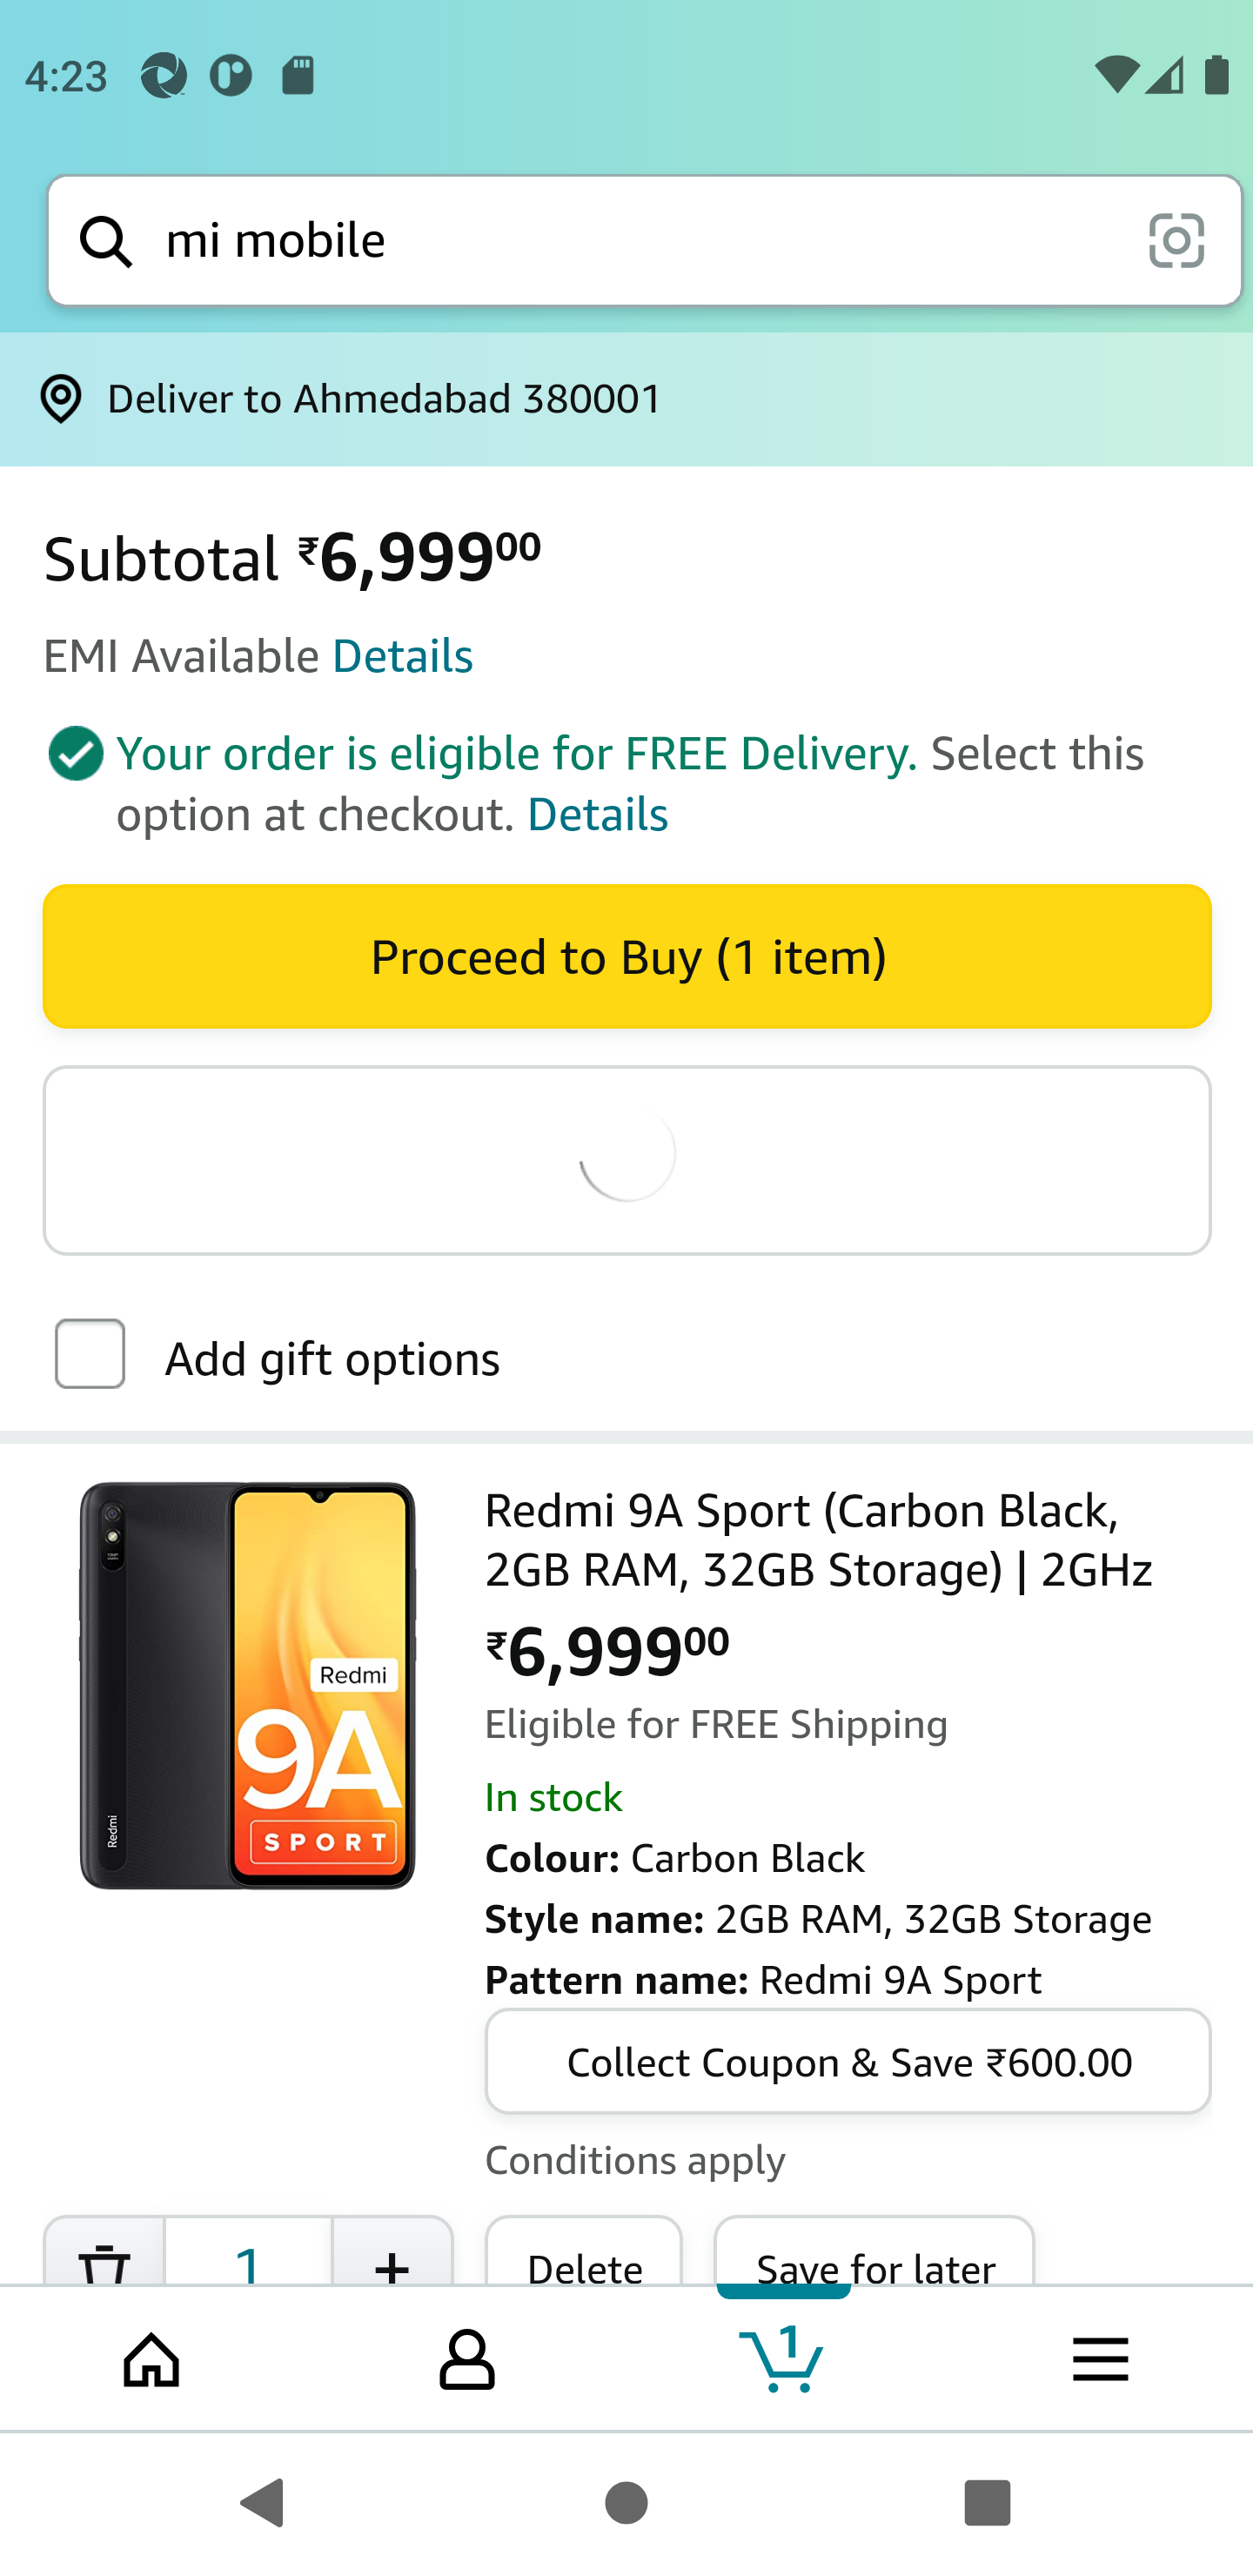 4:23
mi mobile
Deliver to Ahmedabad 380001
Subtotal ₹6,99900
EMI Available Details
Your order is eligible for FREE Delivery. Select this
option at checkout. Details
Proceed to Buy (1 item)
Add gift options
Redmi 9A Sport (Carbon Black,
2GB RAM, 32GB Storage) | 2GHz
₹6,99900
Redmi
9A
SPORT
Redmi
Eligible for FREE Shipping
In stock
Colour: Carbon Black
Style name: 2GB RAM, 32GB Storage
Pattern name: Redmi 9A Sport
Collect Coupon & Save ₹600.00
Conditions apply
1 + Delete Save for later
1